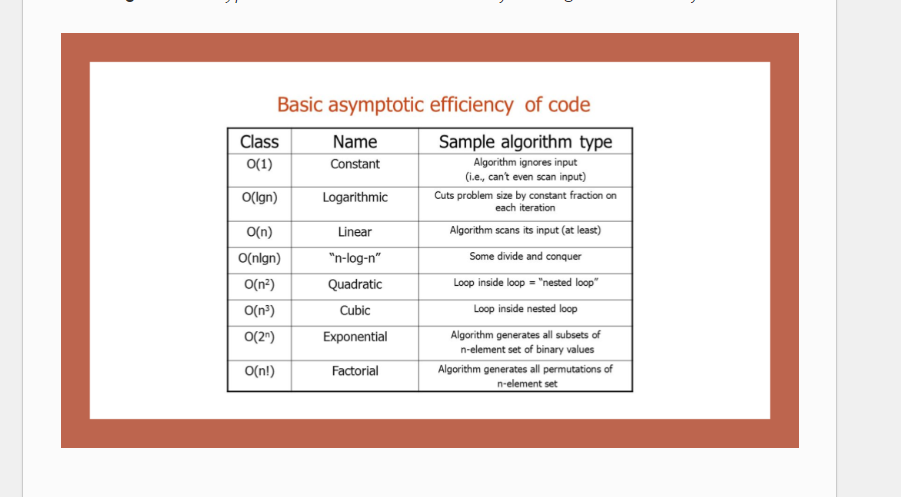 Basic asymptotic efficiency of code
Class Name Sample algorithm type
O(1) Constant Algorithm ignores input
(i.e., can't even scan input)
O(lgn) Logarithmic Cuts problem size by constant fraction on
each iteration
O(n) Linear Algorithm scans its input (at least)
O(nlgn) "n-log-n" Some divide and conquer
O(n²) Quadratic Loop inside loop = "nested loop"
O(n³) Cubic Loop inside nested loop
O(2ⁿ) Exponential Algorithm generates all subsets of
n-element set of binary values
O(n!) Factorial Algorithm generates all permutations of
n-element set